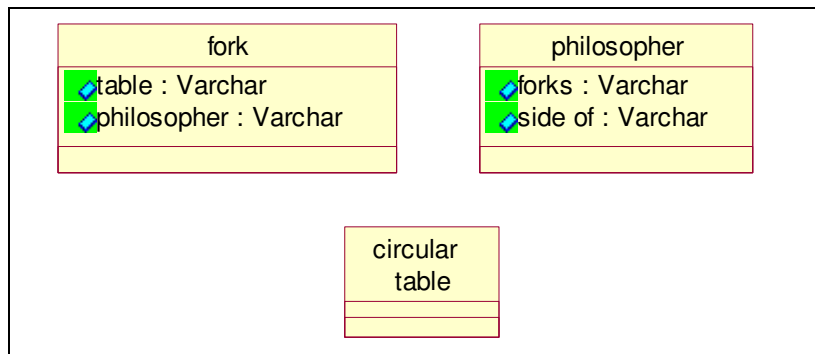 fork
table : Varchar
philosopher : Varchar
philosopher
forks : Varchar
side of : Varchar
circular
table